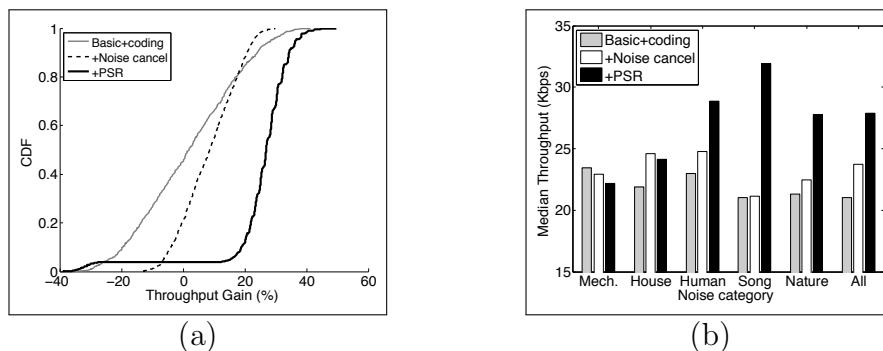 1
0.8
0.6
0.4
0.2
0
CDF
Basic+coding
+Noise cancel
+PSR
−40 −20 0 20 40 60
Throughput Gain (%)
(a)
35
30
25
20
15
Median Throughput (Kbps)
Basic+coding
+Noise cancel
+PSR
Mech. House Human Song Nature All
Noise category
(b)